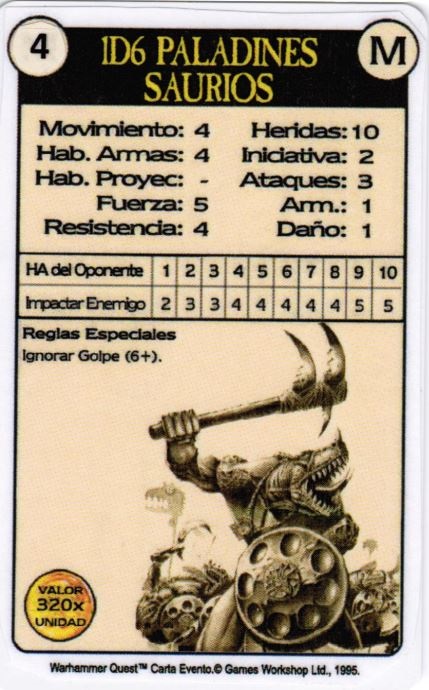 4
1D6 PALADINES
SAURIOS
M
Movimiento: 4 Heridas: 10
Hab. Armas: 4 Iniciativa: 2
Hab. Proyec: - Ataques: 3
Fuerza: 5 Arm.: 1
Resistencia: 4 Daño: 1
HA del Oponente 1 2 3 4 5 6 7 8 9 10
Impactar Enemigo 2 3 3 4 4 4 4 4 5 5
Reglas Especiales
Ignorar Golpe (6+).
VALOR
320x
UNIDAD
Warhammer Quest™ Carta Evento.© Games Workshop Ltd., 1995.